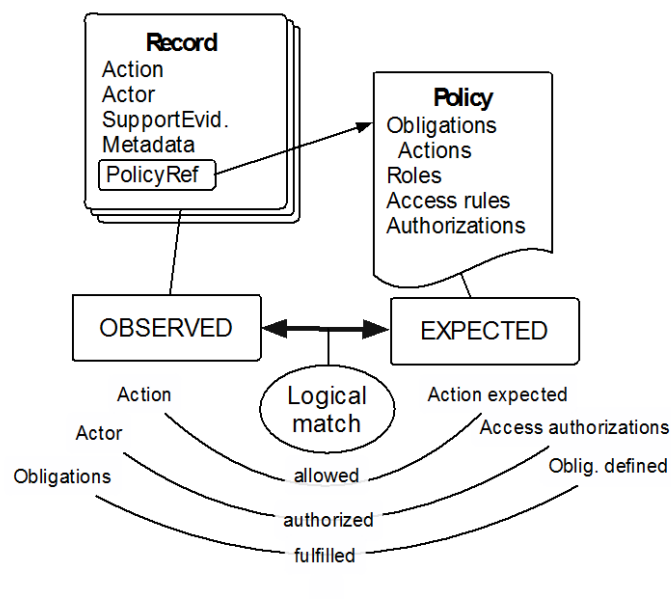 Record
Action
Actor
SupportEvid.
Metadata
PolicyRef
Policy
Obligations
Actions
Roles
Access rules
Authorizations
OBSERVED
EXPECTED
Logical
match
Action
Action expected
allowed
Actor
Access authorizations
authorized
Obligations
Oblig. defined
fulfilled